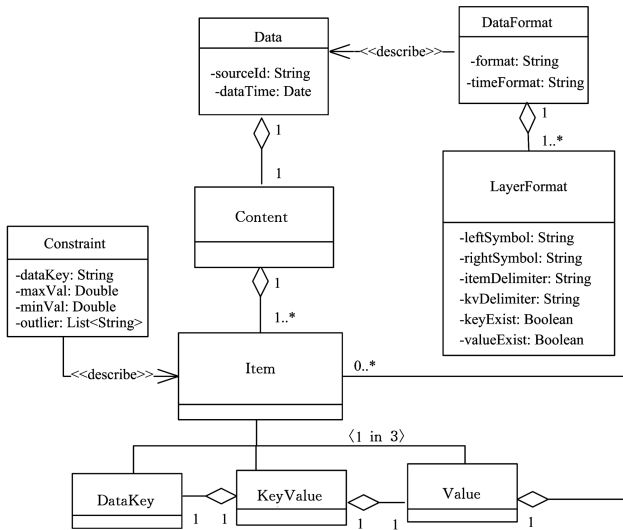 Data
-sourceId: String
-dataTime: Date
<<describe>>
DataFormat
-format: String
-timeFormat: String
1
1
1
1..*
Content
LayerFormat
-leftSymbol: String
-rightSymbol: String
-itemDelimiter: String
-kvDelimiter: String
-keyExist: Boolean
-valueExist: Boolean
Constraint
-dataKey: String
-maxVal: Double
-minVal: Double
-outlier: List<String>
1
1..*
<<describe>>
Item
0..*
〈1 in 3〉
DataKey
KeyValue
Value
1
1
1
1
1